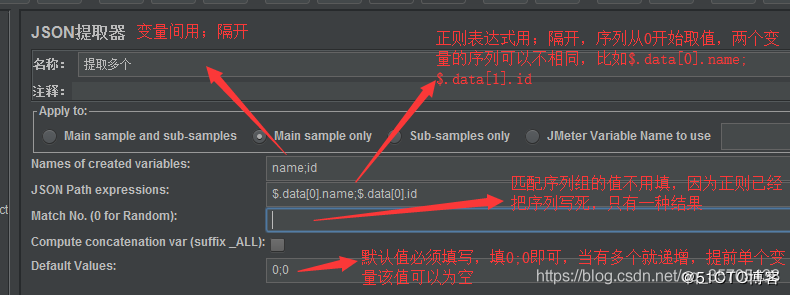 JSON提取器 变量间用；隔开
正则表达式用；隔开，序列从0开始取值，两个变
量的序列可以不相同，比如$.data[0].name;
$.data[1].id
名称： 提取多个
注释：
Apply to:
Main sample and sub-samples Main sample only Sub-samples only JMeter Variable Name to use
Names of created variables: name;id
JSON Path expressions: $.data[0].name;$.data[0].id
匹配序列组的值不用填，因为正则已经
把序列写死，只有一种结果
Match No. (0 for Random):
Compute concatenation var (suffix _ALL):
默认值必须填写，填0;0即可，当有多个就递增，提前单个变
量该值可以为空
Default Values: 0;0
ct
@51CTO博客